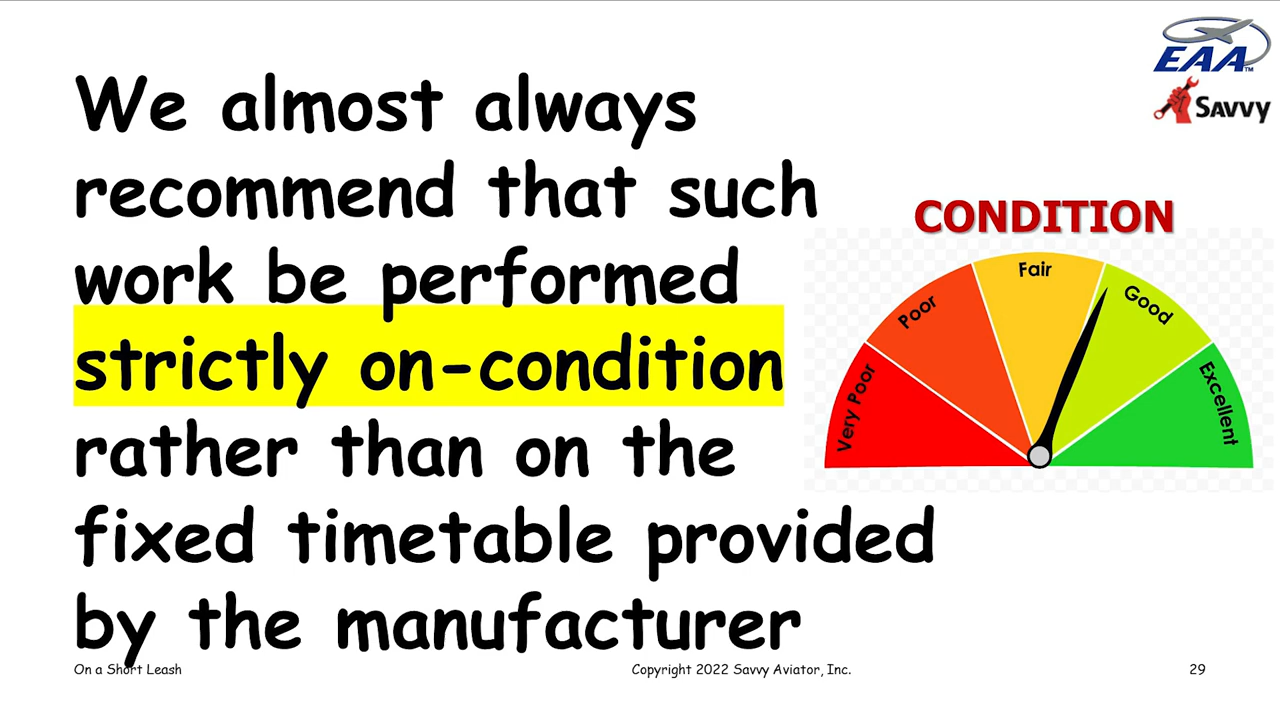 EAA™
SAVVY
We almost always
recommend that such
work be performed
strictly on-condition
rather than on the
fixed timetable provided
by the manufacturer
CONDITION
Very Poor
Poor
Fair
Good
Excellent
On a Short Leash
Copyright 2022 Savvy Aviator, Inc.
29